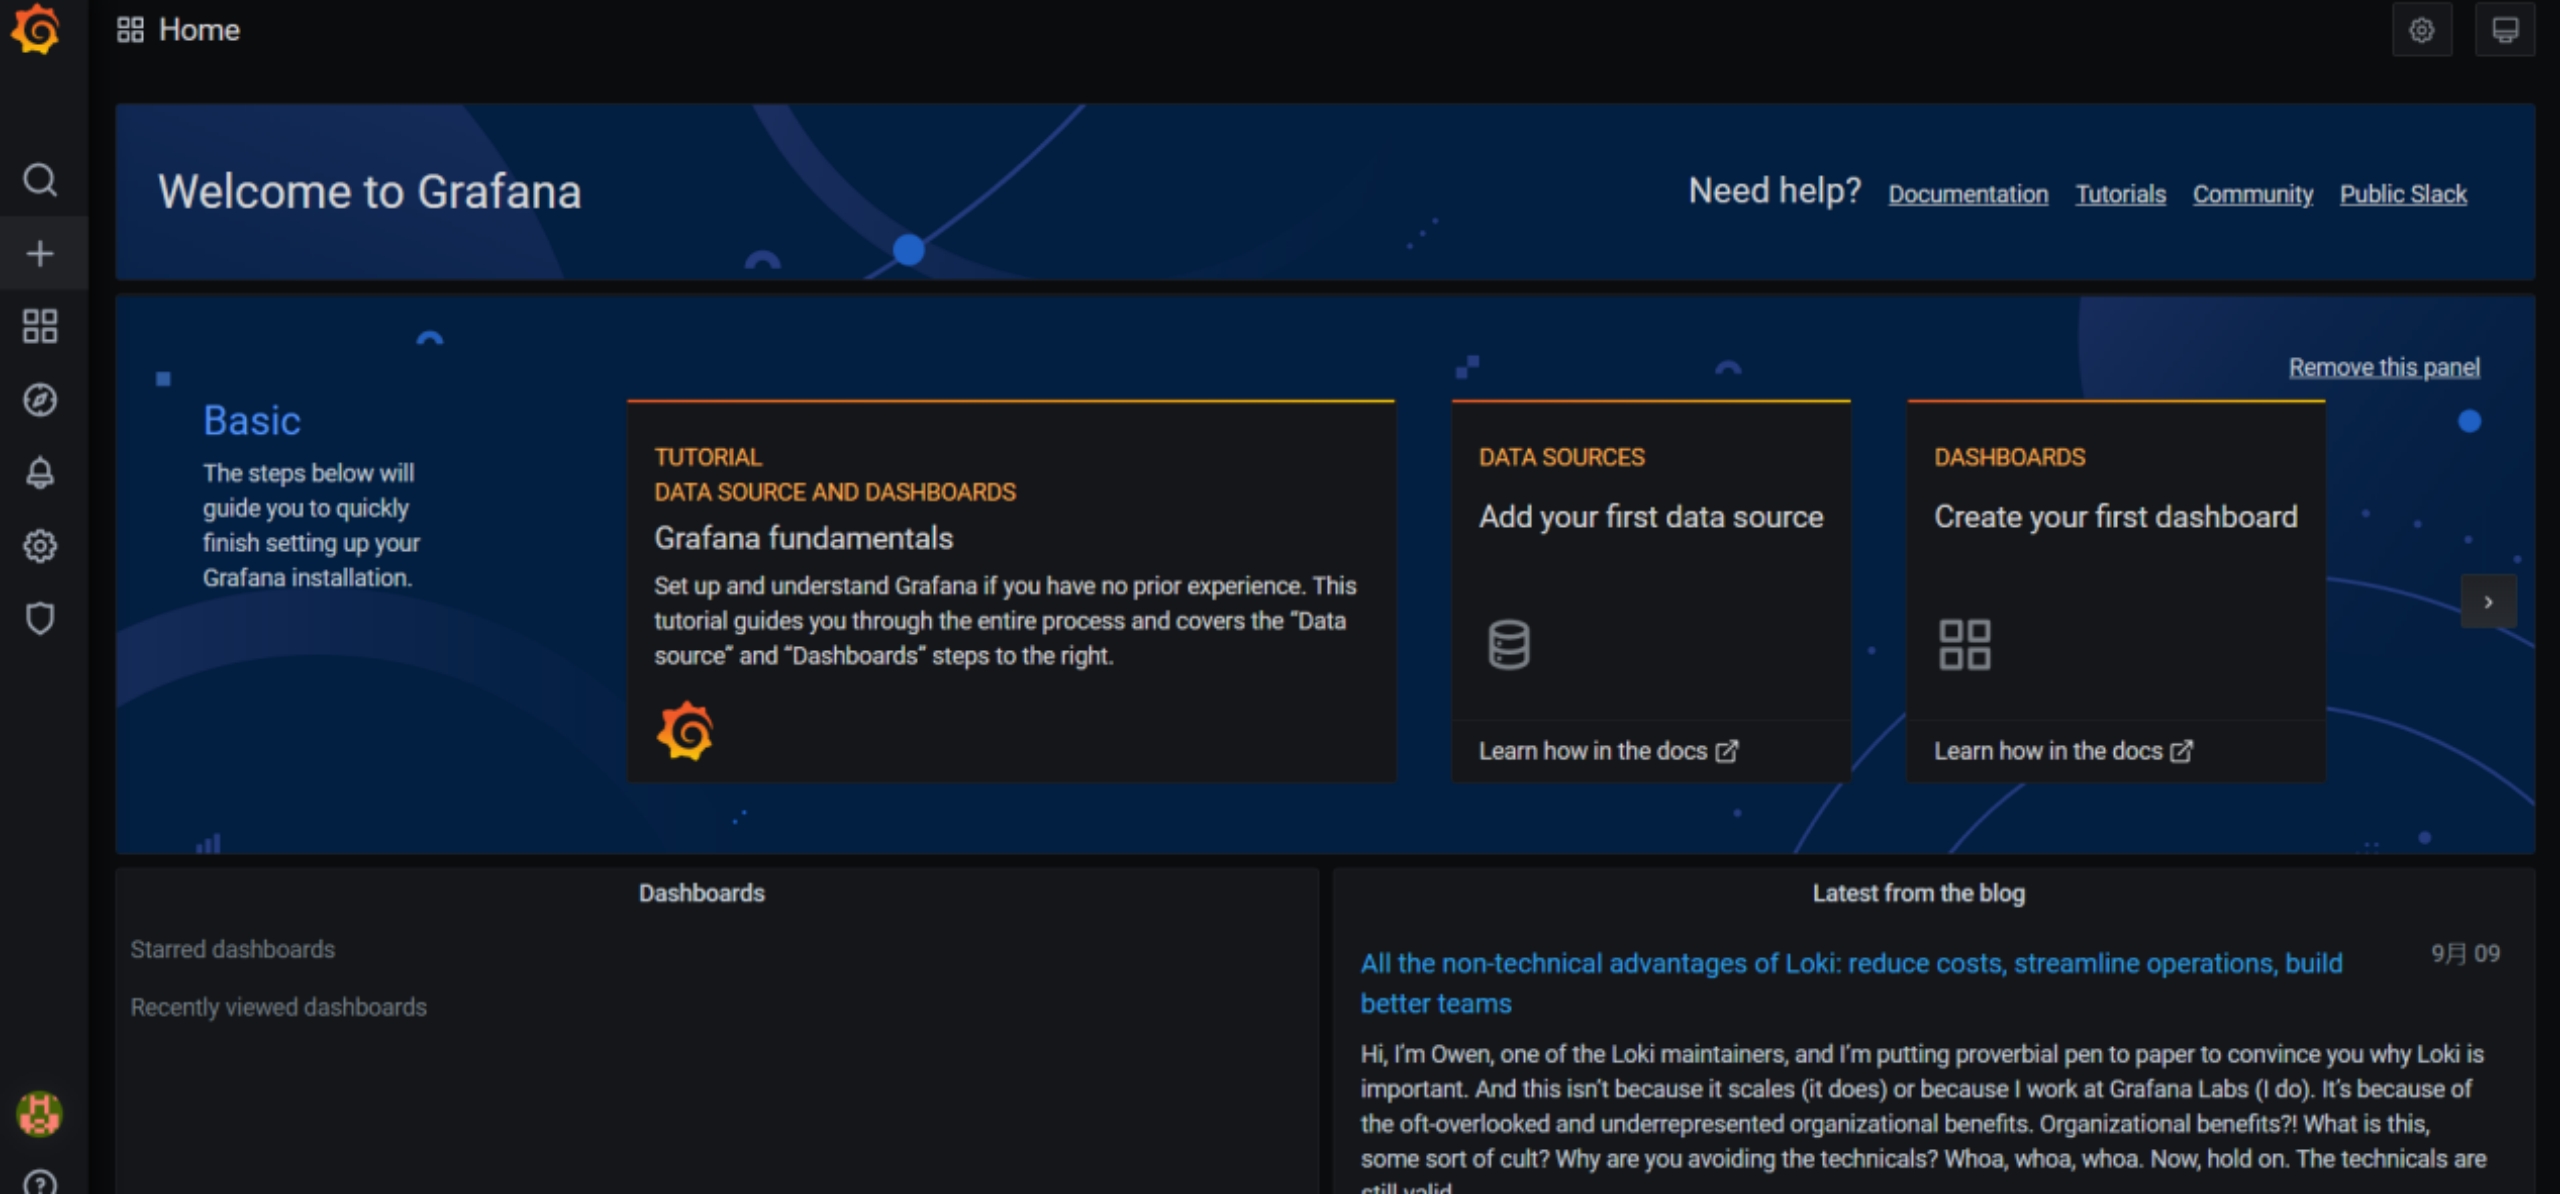 Home
Welcome to Grafana
Need help? Documentation Tutorials Community Public Slack
Remove this panel
Basic
The steps below will
guide you to quickly
finish setting up your
Grafana installation.
TUTORIAL
DATA SOURCE AND DASHBOARDS
Grafana fundamentals
Set up and understand Grafana if you have no prior experience. This
tutorial guides you through the entire process and covers the “Data
source” and “Dashboards” steps to the right.
DATA SOURCES
Add your first data source
Learn how in the docs
DASHBOARDS
Create your first dashboard
Learn how in the docs
Dashboards
Starred dashboards
Recently viewed dashboards
Latest from the blog
All the non-technical advantages of Loki: reduce costs, streamline operations, build
better teams
9月 09
Hi, I’m Owen, one of the Loki maintainers, and I’m putting proverbial pen to paper to convince you why Loki is
important. And this isn’t because it scales (it does) or because I work at Grafana Labs (I do). It’s because of
the oft-overlooked and underrepresented organizational benefits. Organizational benefits?! What is this,
some sort of cult? Why are you avoiding the technicals? Whoa, whoa, whoa. Now, hold on. The technicals are
still valid